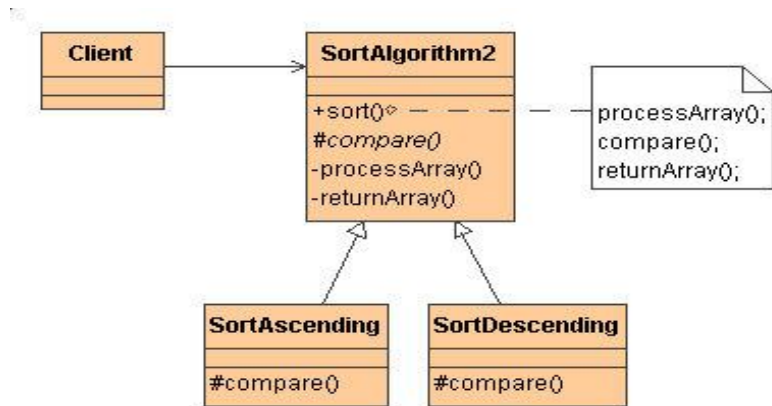 Client
SortAlgorithm2
+sort()
#compare()
-processArray()
-returnArray()
processArray();
compare();
returnArray();
SortAscending
#compare()
SortDescending
#compare()